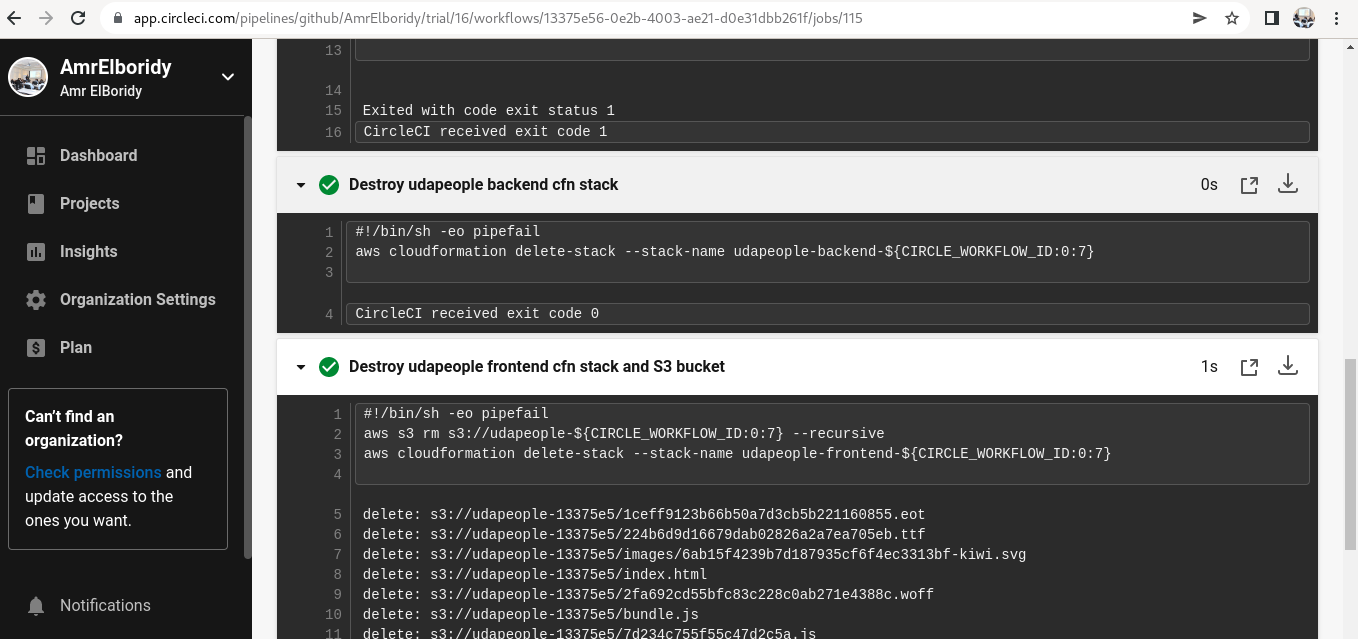 app.circleci.com/pipelines/github/AmrElboridy/trial/16/workflows/13375e56-0e2b-4003-ae21-d0e31dbb261f/jobs/115
AmrElboridy
Amr ElBoridy
Dashboard
Projects
Insights
Organization Settings
Plan
Can’t find an
organization?
Check permissions and
update access to the
ones you want.
Notifications
13
14
15 Exited with code exit status 1
16 CircleCI received exit code 1
Destroy udapeople backend cfn stack 0s
1 #!/bin/sh -eo pipefail
2 aws cloudformation delete-stack --stack-name udapeople-backend-${CIRCLE_WORKFLOW_ID:0:7}
3
4 CircleCI received exit code 0
Destroy udapeople frontend cfn stack and S3 bucket 1s
1 #!/bin/sh -eo pipefail
2 aws s3 rm s3://udapeople-${CIRCLE_WORKFLOW_ID:0:7} --recursive
3 aws cloudformation delete-stack --stack-name udapeople-frontend-${CIRCLE_WORKFLOW_ID:0:7}
4
5 delete: s3://udapeople-13375e5/1ceff9123b66b50a7d3cb5b221160855.eot
6 delete: s3://udapeople-13375e5/224b6d9d16679dab02826a2a7ea705eb.ttf
7 delete: s3://udapeople-13375e5/images/6ab15f4239b7d187935cf6f4ec3313bf-kiwi.svg
8 delete: s3://udapeople-13375e5/index.html
9 delete: s3://udapeople-13375e5/2fa692cd55bfc83c228c0ab271e4388c.woff
10 delete: s3://udapeople-13375e5/bundle.js
11 delete: s3://udapeople-13375e5/7d234c755f55c47d2c5a.js